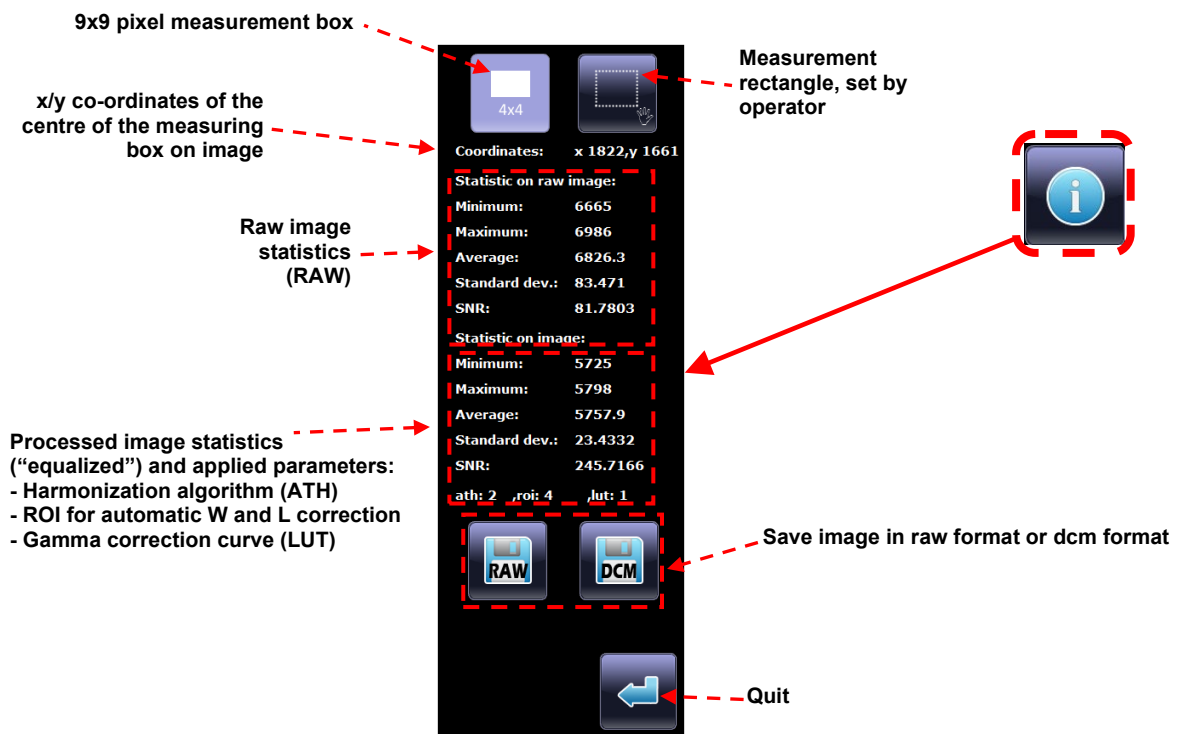 9x9 pixel measurement box
x/y co-ordinates of the
centre of the measuring
box on image
Measurement
rectangle, set by
operator
4x4
Coordinates: x 1822,y 1661
Statistic on raw image:
Minimum: 6665
Maximum: 6986
Average: 6826.3
Standard dev.: 83.471
SNR: 81.7803
Raw image
statistics
(RAW)
Statistic on image:
Minimum: 5725
Maximum: 5798
Average: 5757.9
Standard dev.: 23.4332
SNR: 245.7166
ath: 2 ,roi: 4 ,lut: 1
Processed image statistics
(“equalized”) and applied parameters:
- Harmonization algorithm (ATH)
- ROI for automatic W and L correction
- Gamma correction curve (LUT)
RAW DCM
Save image in raw format or dcm format
Quit
i